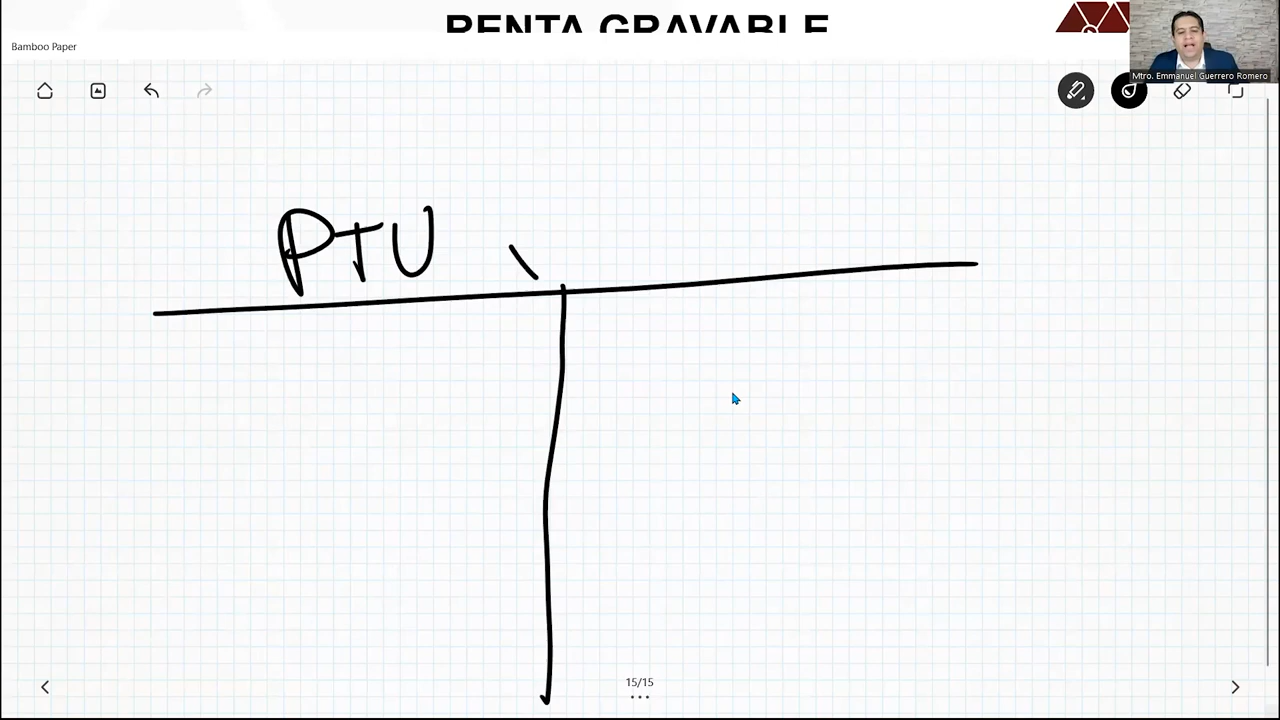 RENTA GRAVABLE
Bamboo Paper
Mtro. Emmanuel Guerrero Romero
PTU
15/15